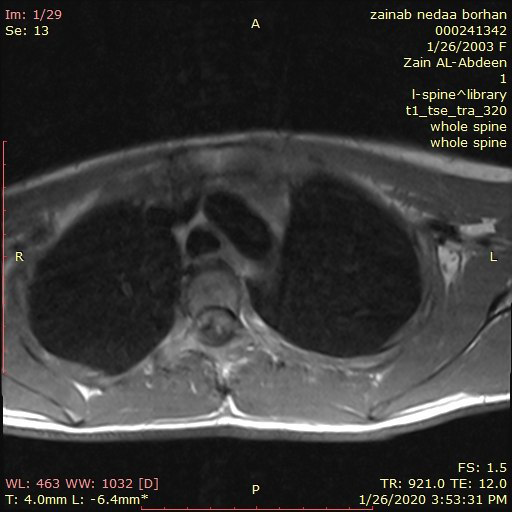 Im: 1/29
Se: 13
A
zainab nedaa borhan
000241342
1/26/2003 F
Zain AL-Abdeen
1
l-spine^library
t1_tse_tra_320
whole spine
whole spine
R
L
WL: 463 WW: 1032 [D]
T: 4.0mm L: -6.4mm*
P
FS: 1.5
TR: 921.0 TE: 12.0
1/26/2020 3:53:31 PM